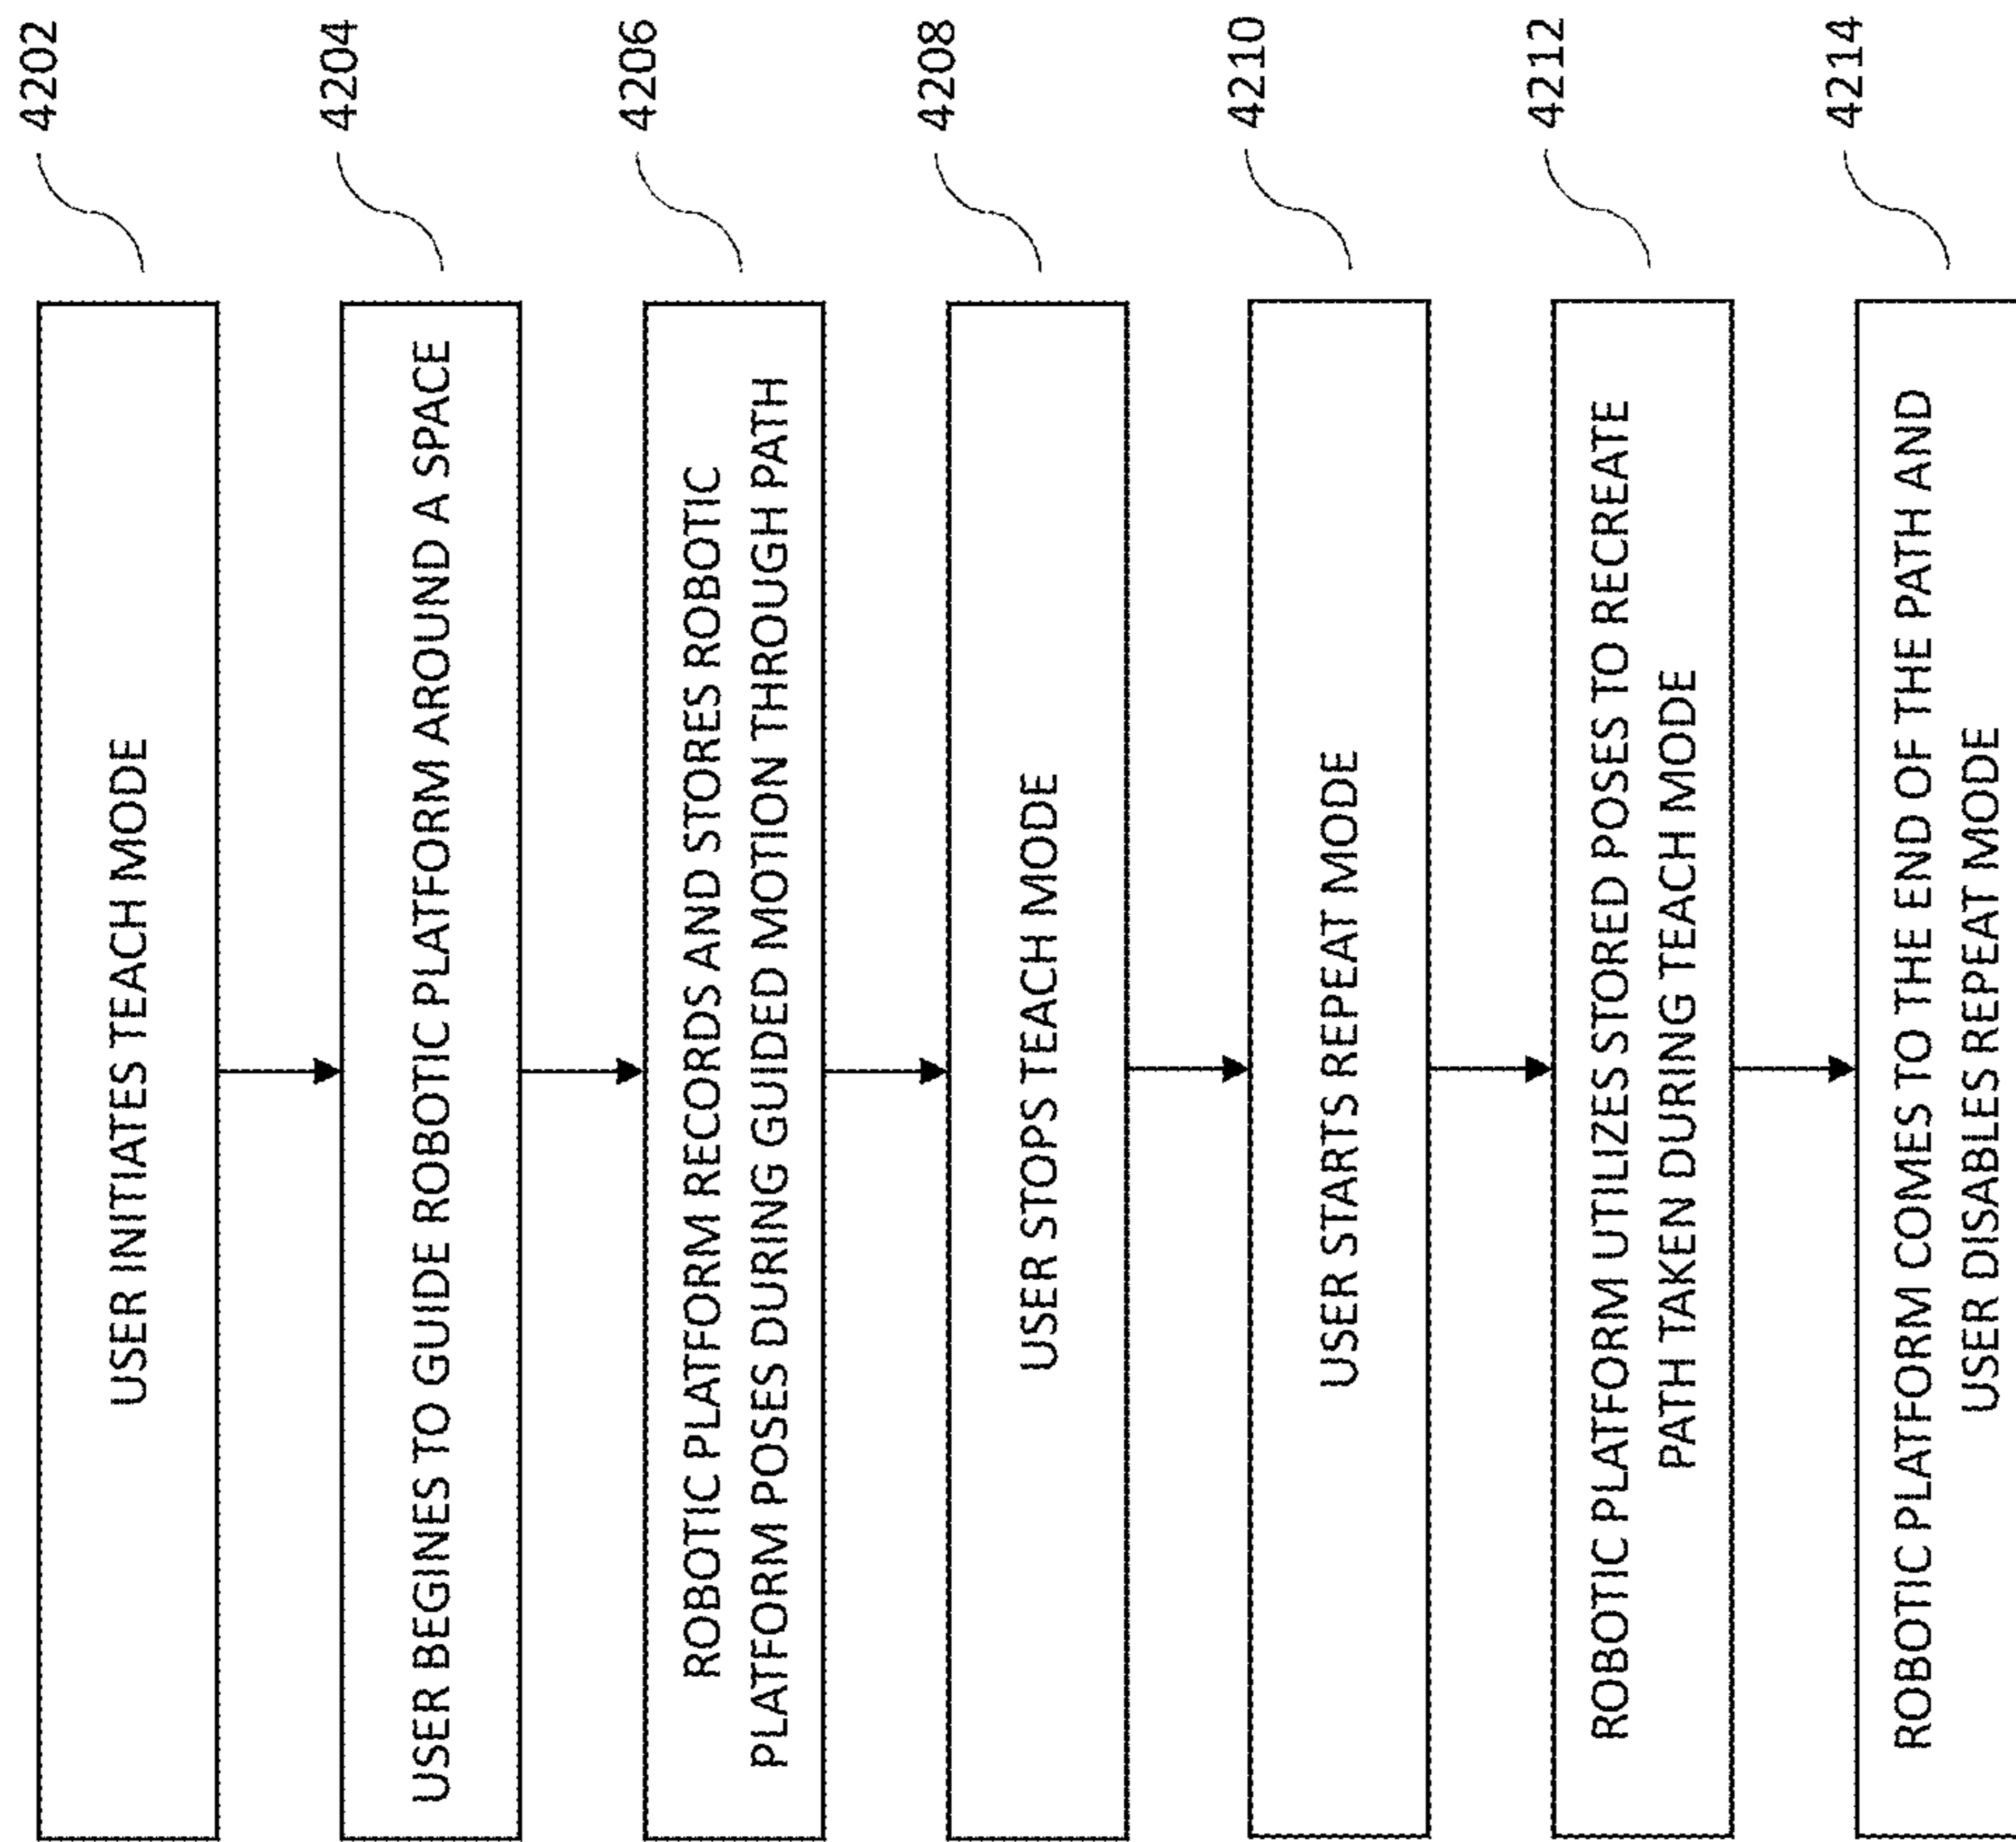 USER INITIATES TEACH MODE
4202
USER BEGINES TO GUIDE ROBOTIC PLATFORM AROUND A SPACE
4204
ROBOTIC PLATFORM RECORDS AND STORES ROBOTIC
PLATFORM POSES DURING GUIDED MOTION THROUGH PATH
4206
USER STOPS TEACH MODE
4208
USER STARTS REPEAT MODE
4210
ROBOTIC PLATFORM UTILIZES STORED POSES TO RECREATE
PATH TAKEN DURING TEACH MODE
4212
ROBOTIC PLATFORM COMES TO THE END OF THE PATH AND
USER DISABLES REPEAT MODE
4214